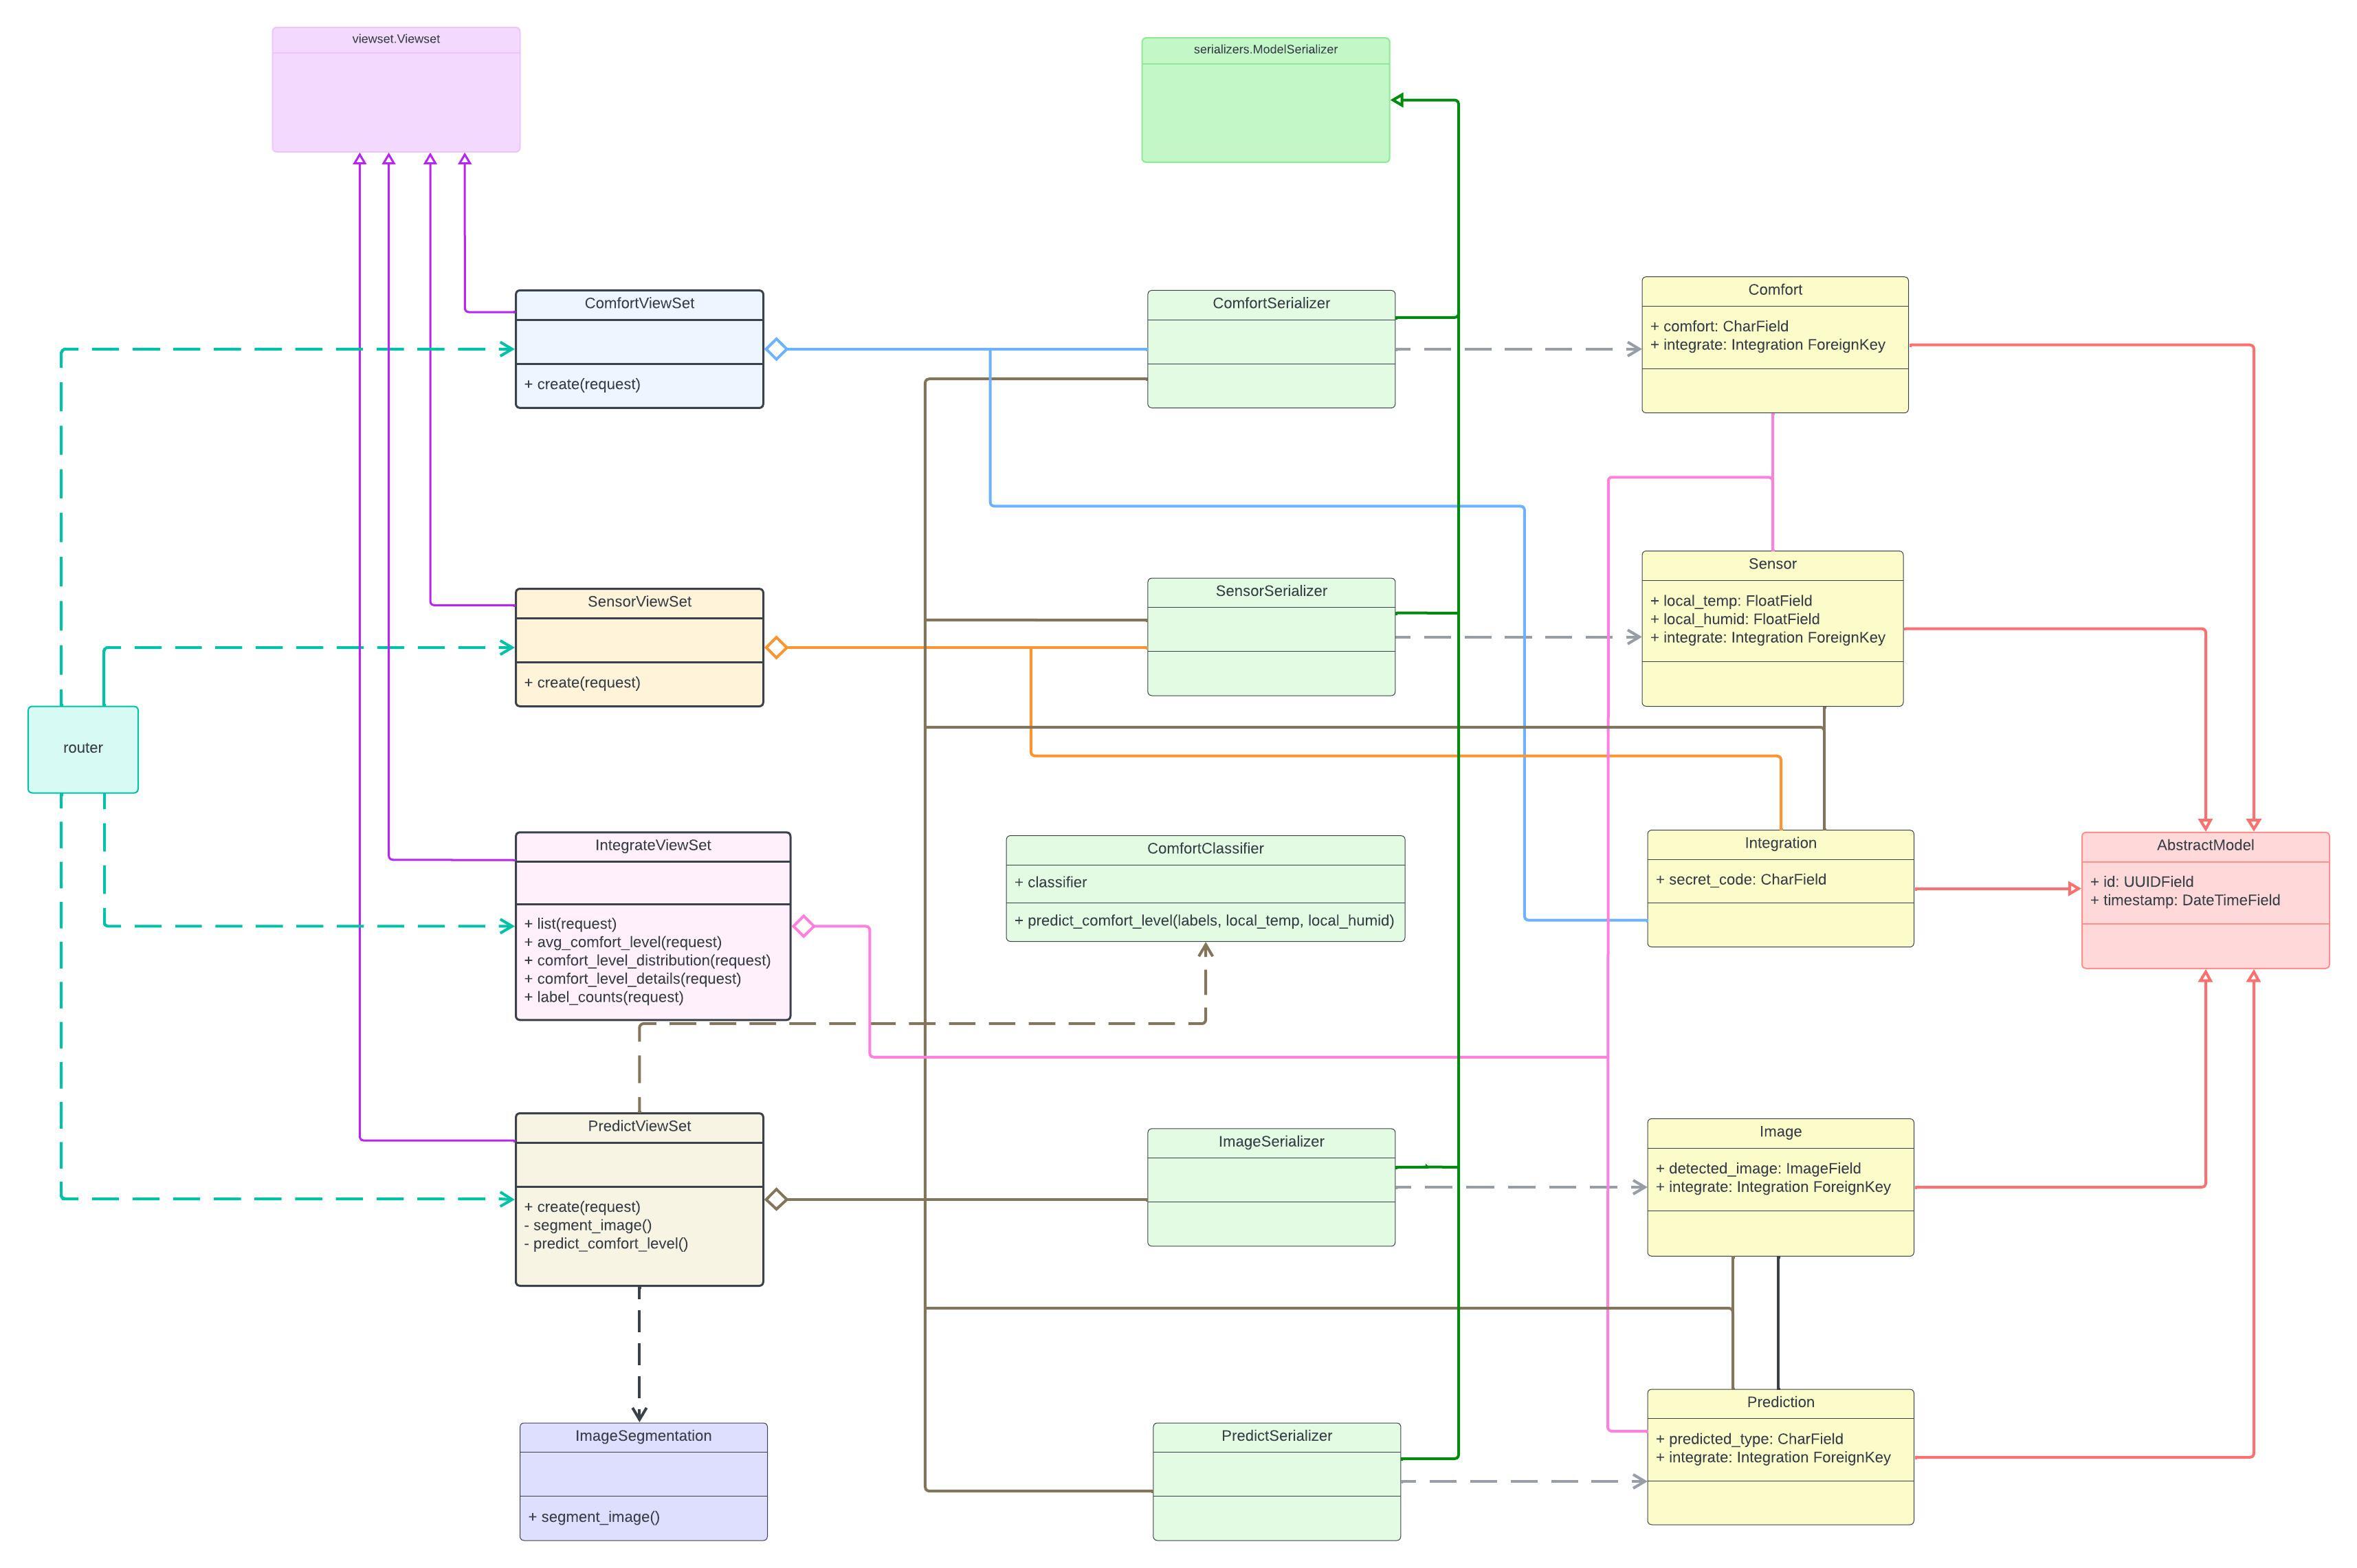 viewset.Viewset
serializers.ModelSerializer
ComfortViewSet
+ create(request)
ComfortSerializer
Comfort
+ comfort: CharField
+ integrate: Integration ForeignKey
SensorViewSet
+ create(request)
SensorSerializer
Sensor
+ local_temp: FloatField
+ local_humid: FloatField
+ integrate: Integration ForeignKey
router
IntegrateViewSet
+ list(request)
+ avg_comfort_level(request)
+ comfort_level_distribution(request)
+ comfort_level_details(request)
+ label_counts(request)
ComfortClassifier
+ classifier
+ predict_comfort_level(labels, local_temp, local_humid)
Integration
+ secret_code: CharField
AbstractModel
+ id: UUIDField
+ timestamp: DateTimeField
PredictViewSet
+ create(request)
- segment_image()
- predict_comfort_level()
ImageSerializer
Image
+ detected_image: ImageField
+ integrate: Integration ForeignKey
ImageSegmentation
+ segment_image()
PredictSerializer
Prediction
+ predicted_type: CharField
+ integrate: Integration ForeignKey